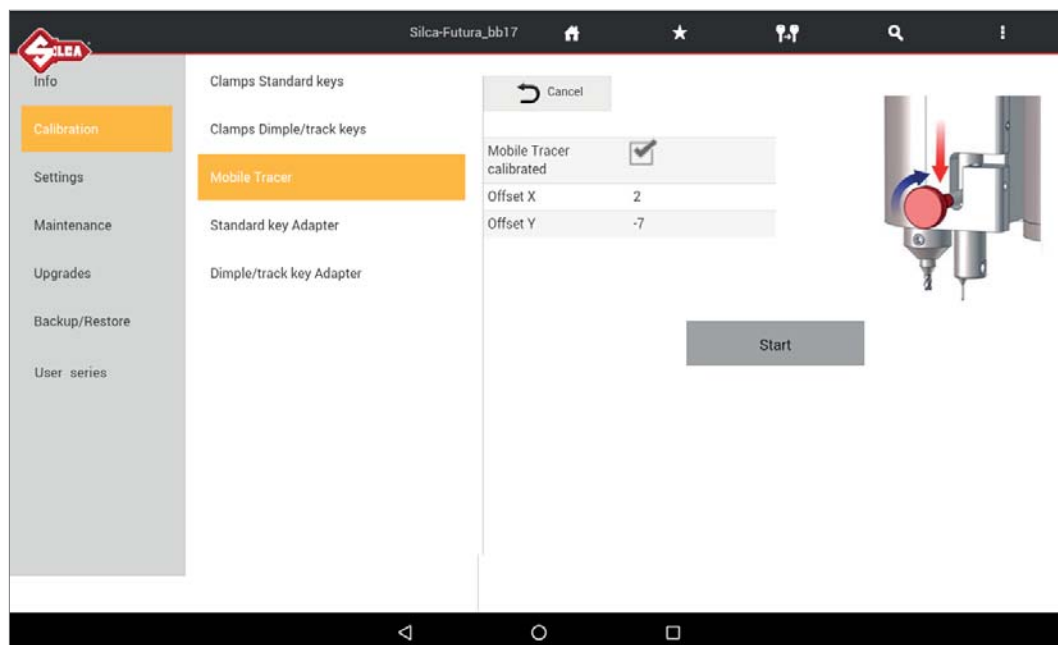 Silca-Futura_bb17
SILCA
Info
Calibration
Settings
Maintenance
Upgrades
Backup/Restore
User series
Clamps Standard keys
Clamps Dimple/track keys
Mobile Tracer
Standard key Adapter
Dimple/track key Adapter
Cancel
Mobile Tracer
calibrated
Offset X 2
Offset Y -7
Start